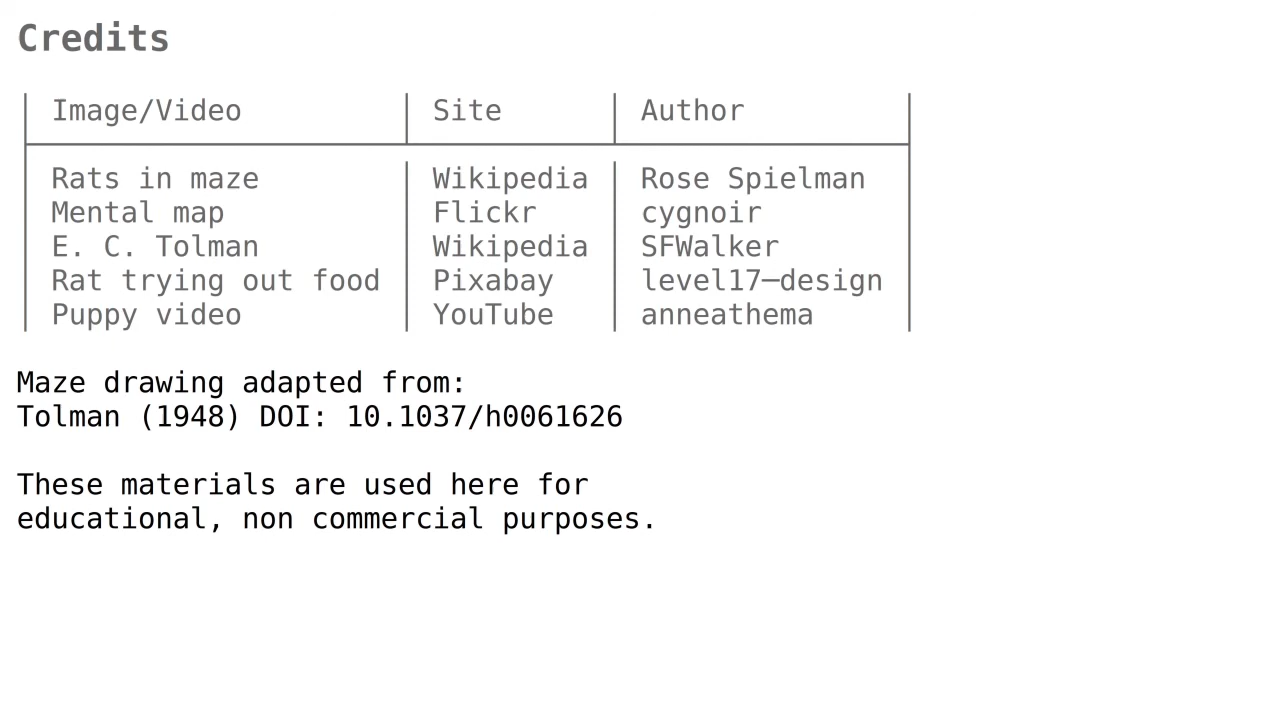 Credits
Image/Video Site Author
Rats in maze Wikipedia Rose Spielman
Mental map Flickr cygnoir
E. C. Tolman Wikipedia SFWalker
Rat trying out food Pixabay level17–design
Puppy video YouTube anneathema
Maze drawing adapted from:
Tolman (1948) DOI: 10.1037/h0061626
These materials are used here for
educational, non commercial purposes.